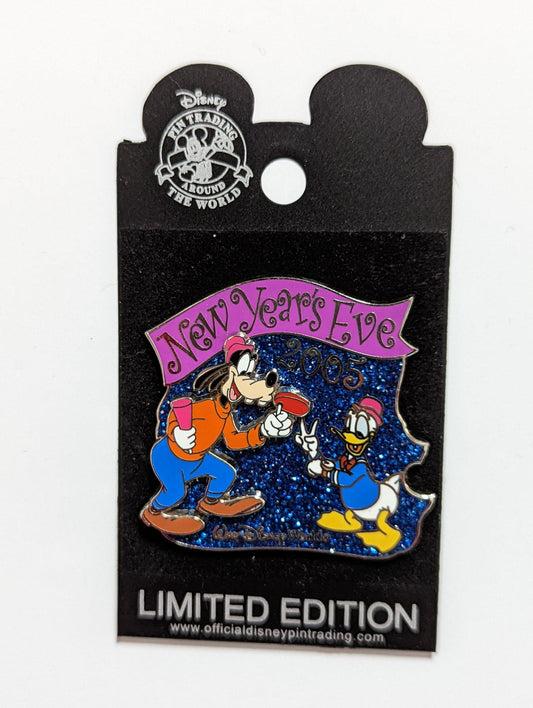 Disney
PIN TRADING
AROUND
THE WORLD
New Year's Eve
2005
Walt Disney World
LIMITED EDITION
www.officialdisneypintrading.com